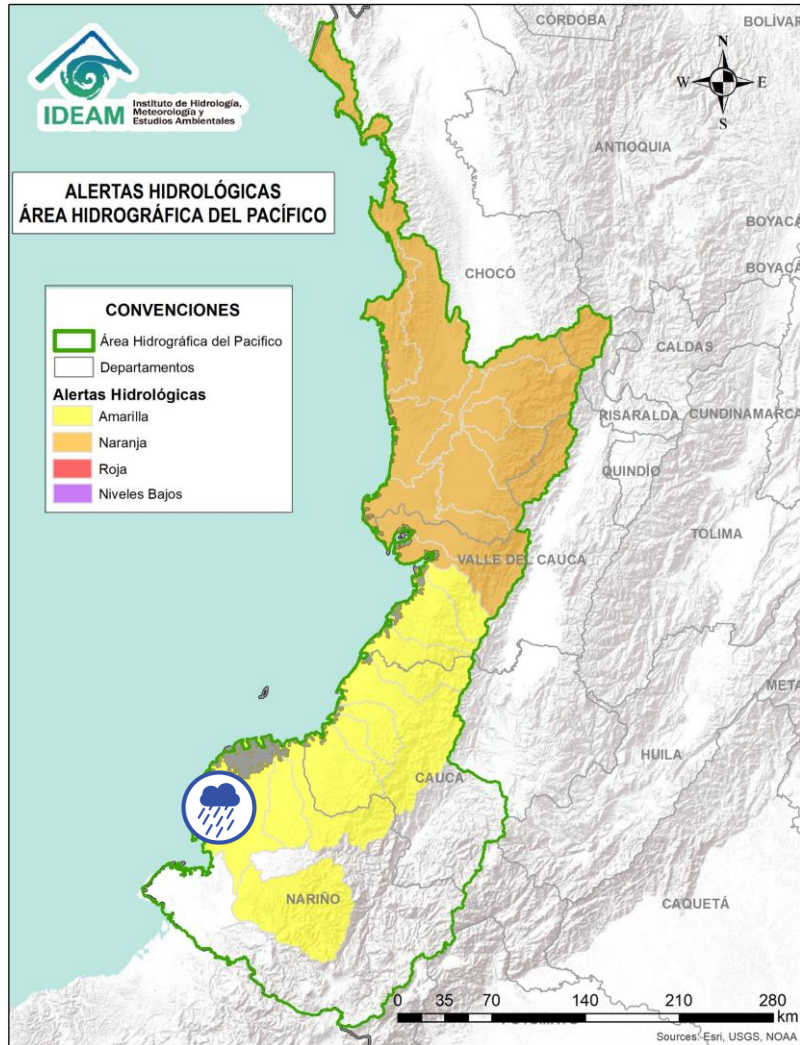 CÓRDOBA
BOLÍVAR
IDEAM
Instituto de Hidrología,
Meteorología y
Estudios Ambientales
N
W E
S
ANTIOQUIA
ALERTAS HIDROLÓGICAS
ÁREA HIDROGRÁFICA DEL PACÍFICO
BOYACÁ
CHOCÓ
BOYACÁ
CONVENCIONES
Área Hidrográfica del Pacifico
Departamentos
Alertas Hidrológicas
Amarilla
Naranja
Roja
Niveles Bajos
CALDAS
RISARALDA
CUNDINAMARCA
QUINDÍO
TOLIMA
VALLE DEL CAUCA
META
HUILA
CAUCA
NARIÑO
CAQUETÁ
0 35 70 140 210 280
km
Sources: Esri, USGS, NOAA